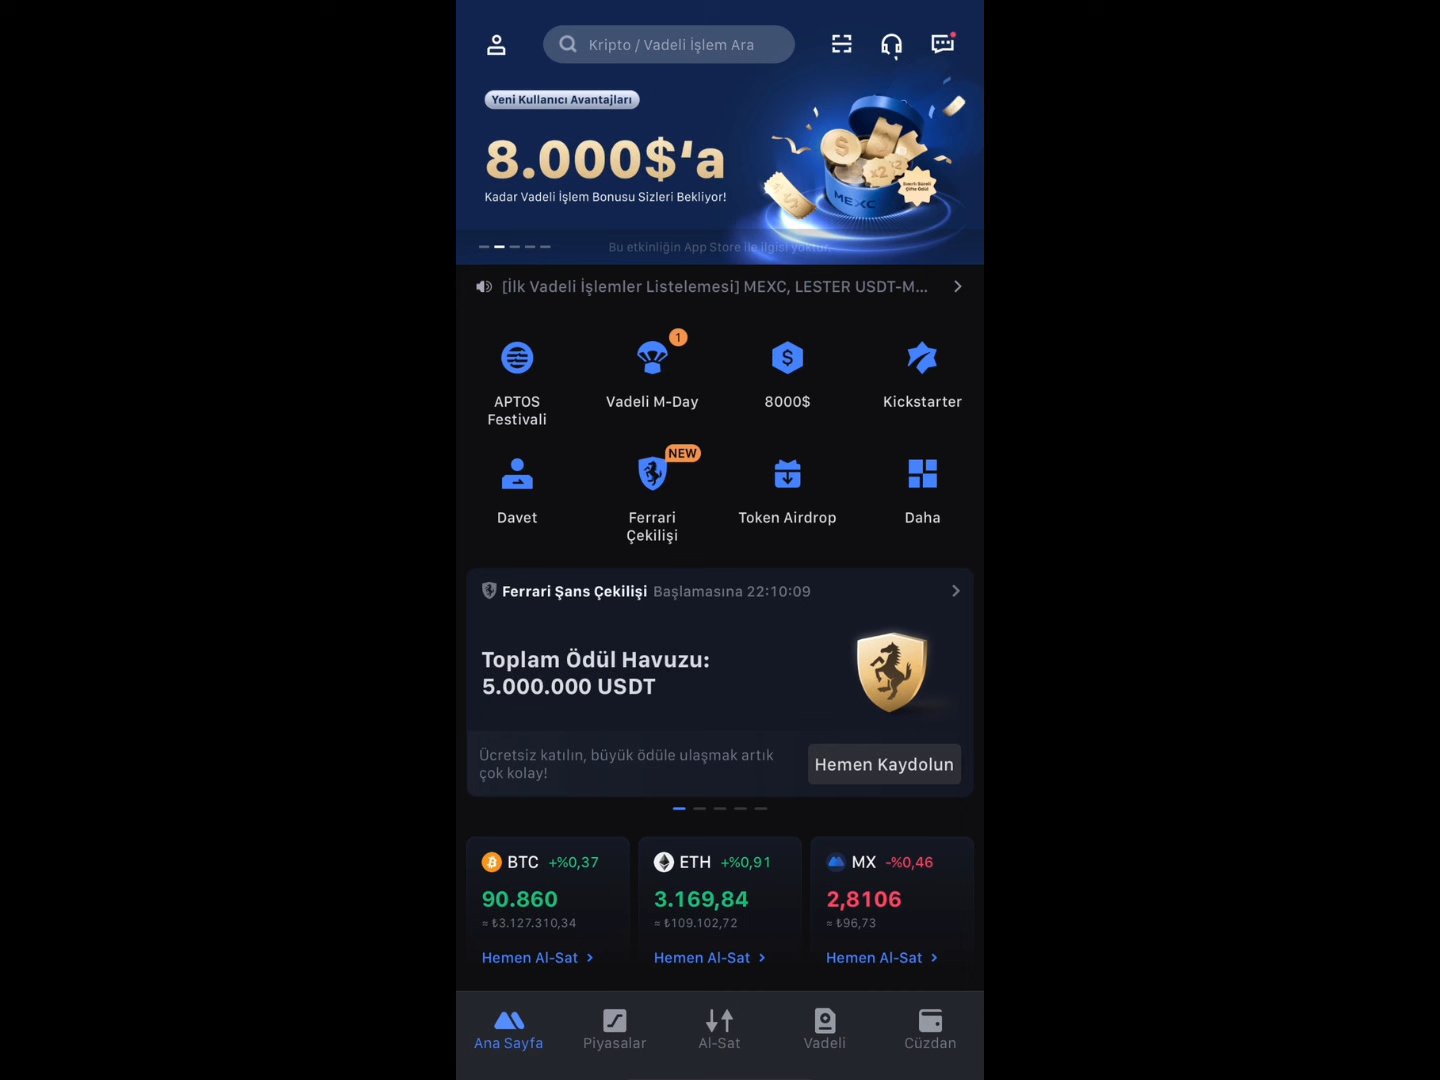 Kripto / Vadeli İşlem Ara
Yeni Kullanıcı Avantajları
8.000$'a
Kadar Vadeli İşlem Bonusu Sizleri Bekliyor!
MEXC
Bu etkinliğin App Store ile ilgisi yoktur.
[İlk Vadeli İşlemler Listelemesi] MEXC, LESTER USDT-M...
1
APTOS
Festivali
Vadeli M-Day
8000$
Kickstarter
NEW
Davet
Ferrari
Çekilişi
Token Airdrop
Daha
Ferrari Şans Çekilişi Başlamasına 22:10:09
Toplam Ödül Havuzu:
5.000.000 USDT
Ücretsiz katılın, büyük ödüle ulaşmak artık
çok kolay!
Hemen Kaydolun
BTC +%0,37
90.860
≈ ₺3.127.310,34
Hemen Al-Sat >
ETH +%0,91
3.169,84
≈ ₺109.102,72
Hemen Al-Sat >
MX -%0,46
2,8106
≈ ₺96,73
Hemen Al-Sat >
Ana Sayfa
Piyasalar
Al-Sat
Vadeli
Cüzdan